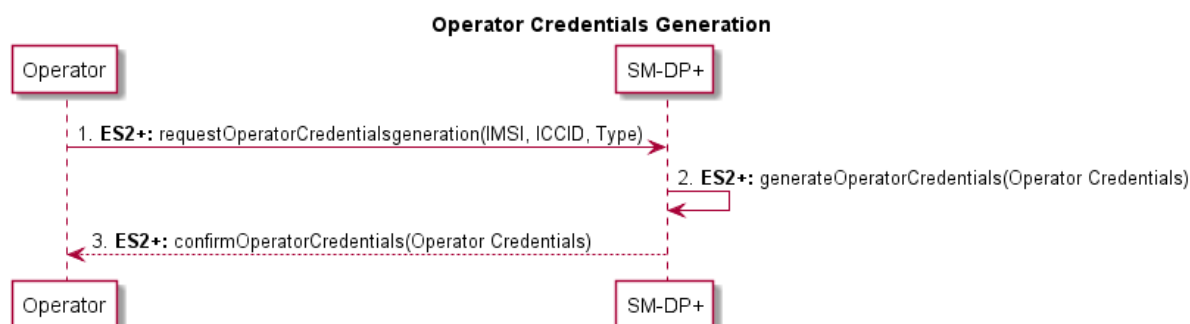 Operator Credentials Generation
Operator SM-DP+
1. ES2+: requestOperatorCredentialsgeneration(IMSI, ICCID, Type)
2. ES2+: generateOperatorCredentials(Operator Credentials)
3. ES2+: confirmOperatorCredentials(Operator Credentials)
Operator SM-DP+